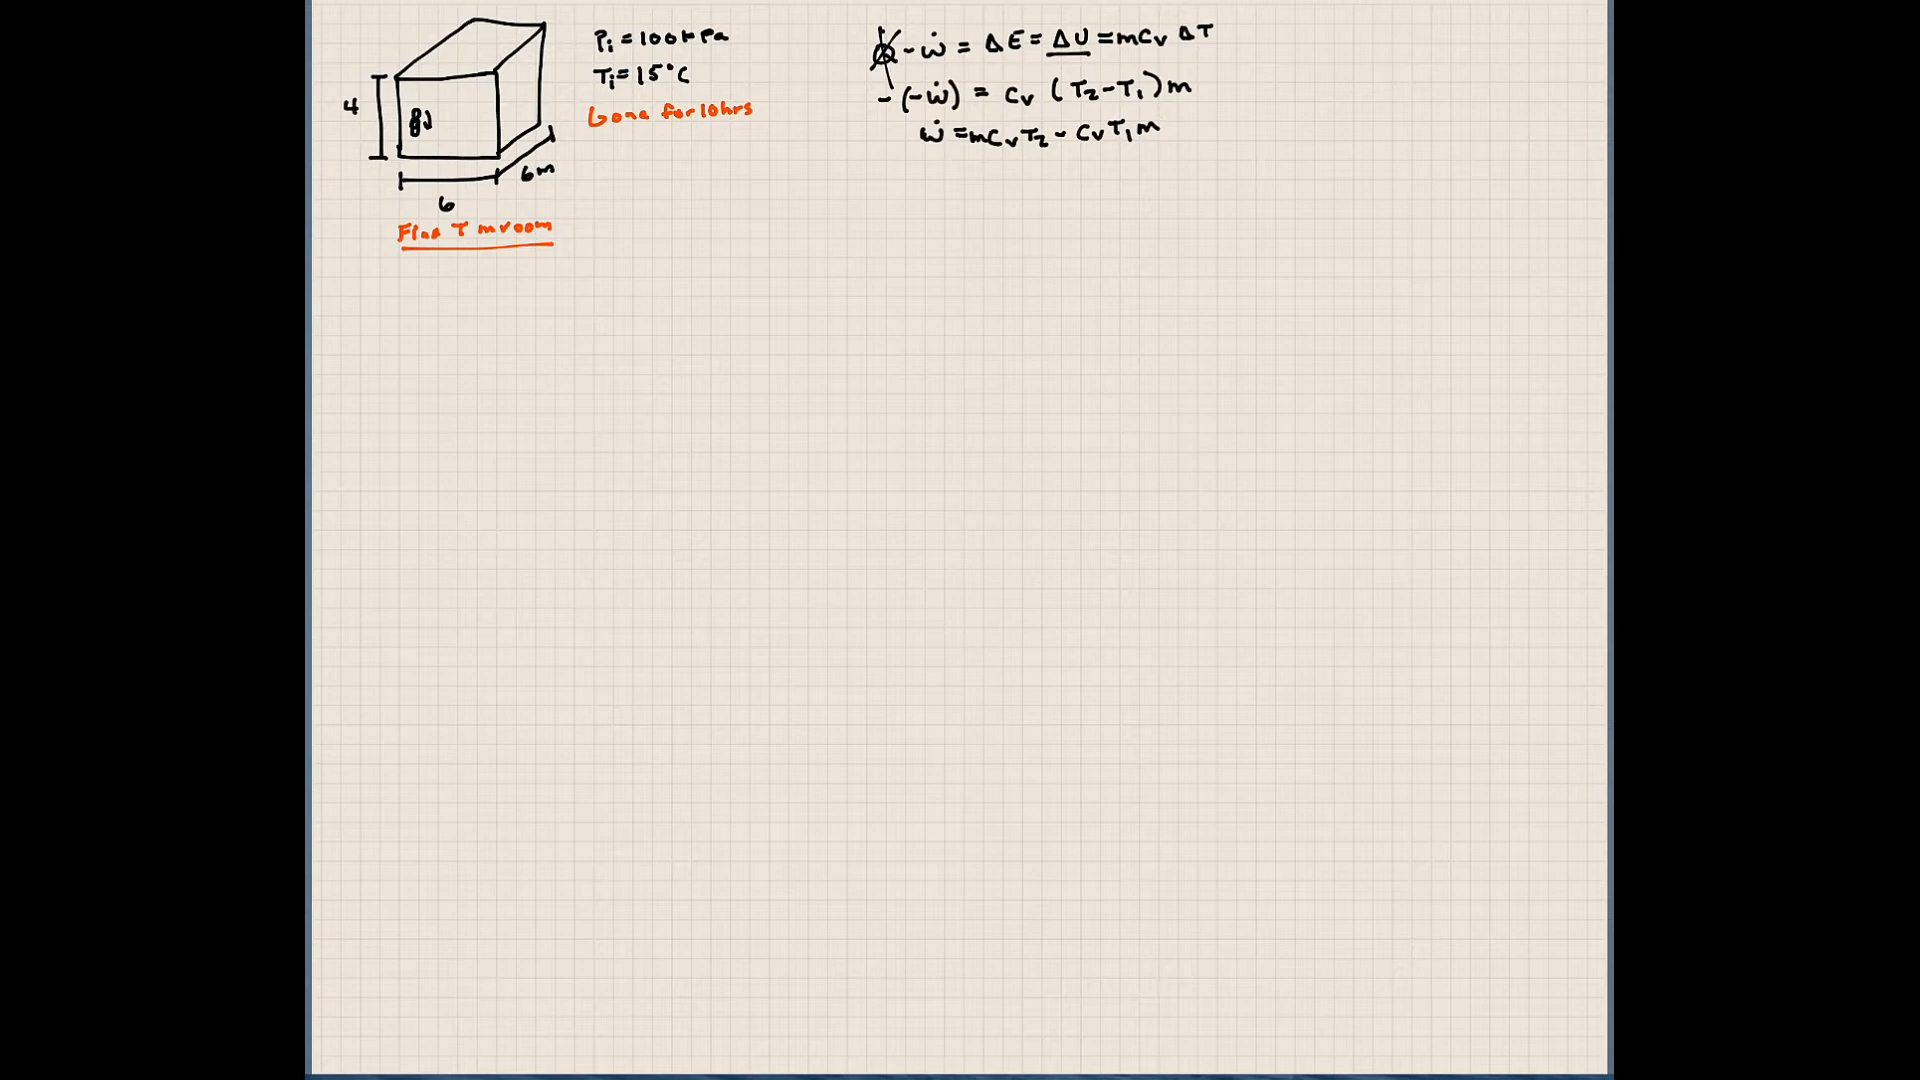 Pi = 100kPa
Ti = 15°C
Gone for 10hrs
4
6m
6
Find T in room
Q - Ẇ = ΔE = ΔU = mCv ΔT
- (-Ẇ) = Cv (T2 - T1) m
Ẇ = mCvT2 - CvT1m